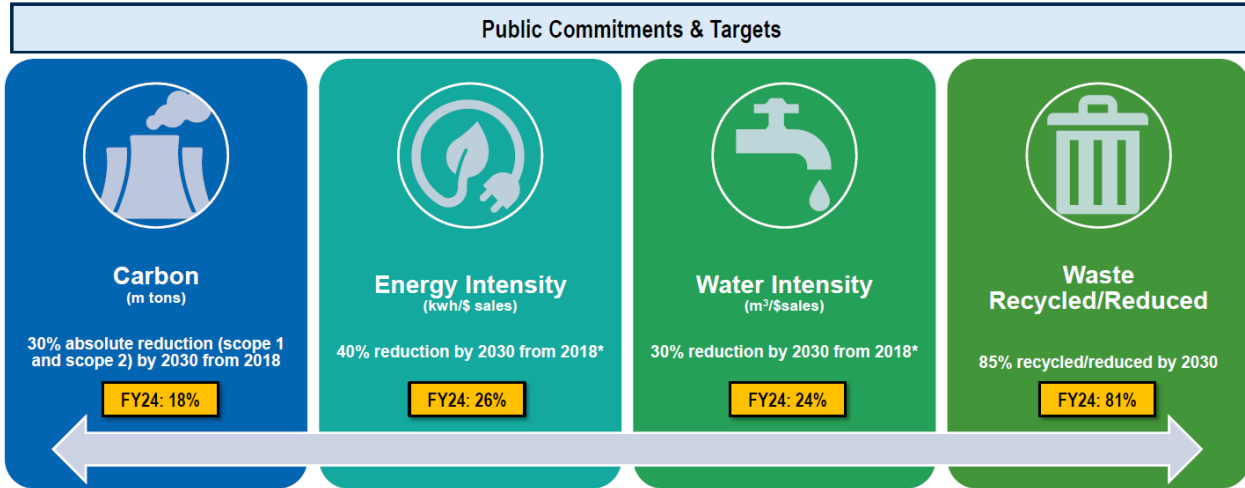 Public Commitments & Targets
Carbon
(m tons)
30% absolute reduction (scope 1
and scope 2) by 2030 from 2018
FY24: 18%
Energy Intensity
(kwh/$ sales)
40% reduction by 2030 from 2018*
FY24: 26%
Water Intensity
(m³/$sales)
30% reduction by 2030 from 2018*
FY24: 24%
Waste
Recycled/Reduced
85% recycled/reduced by 2030
FY24: 81%